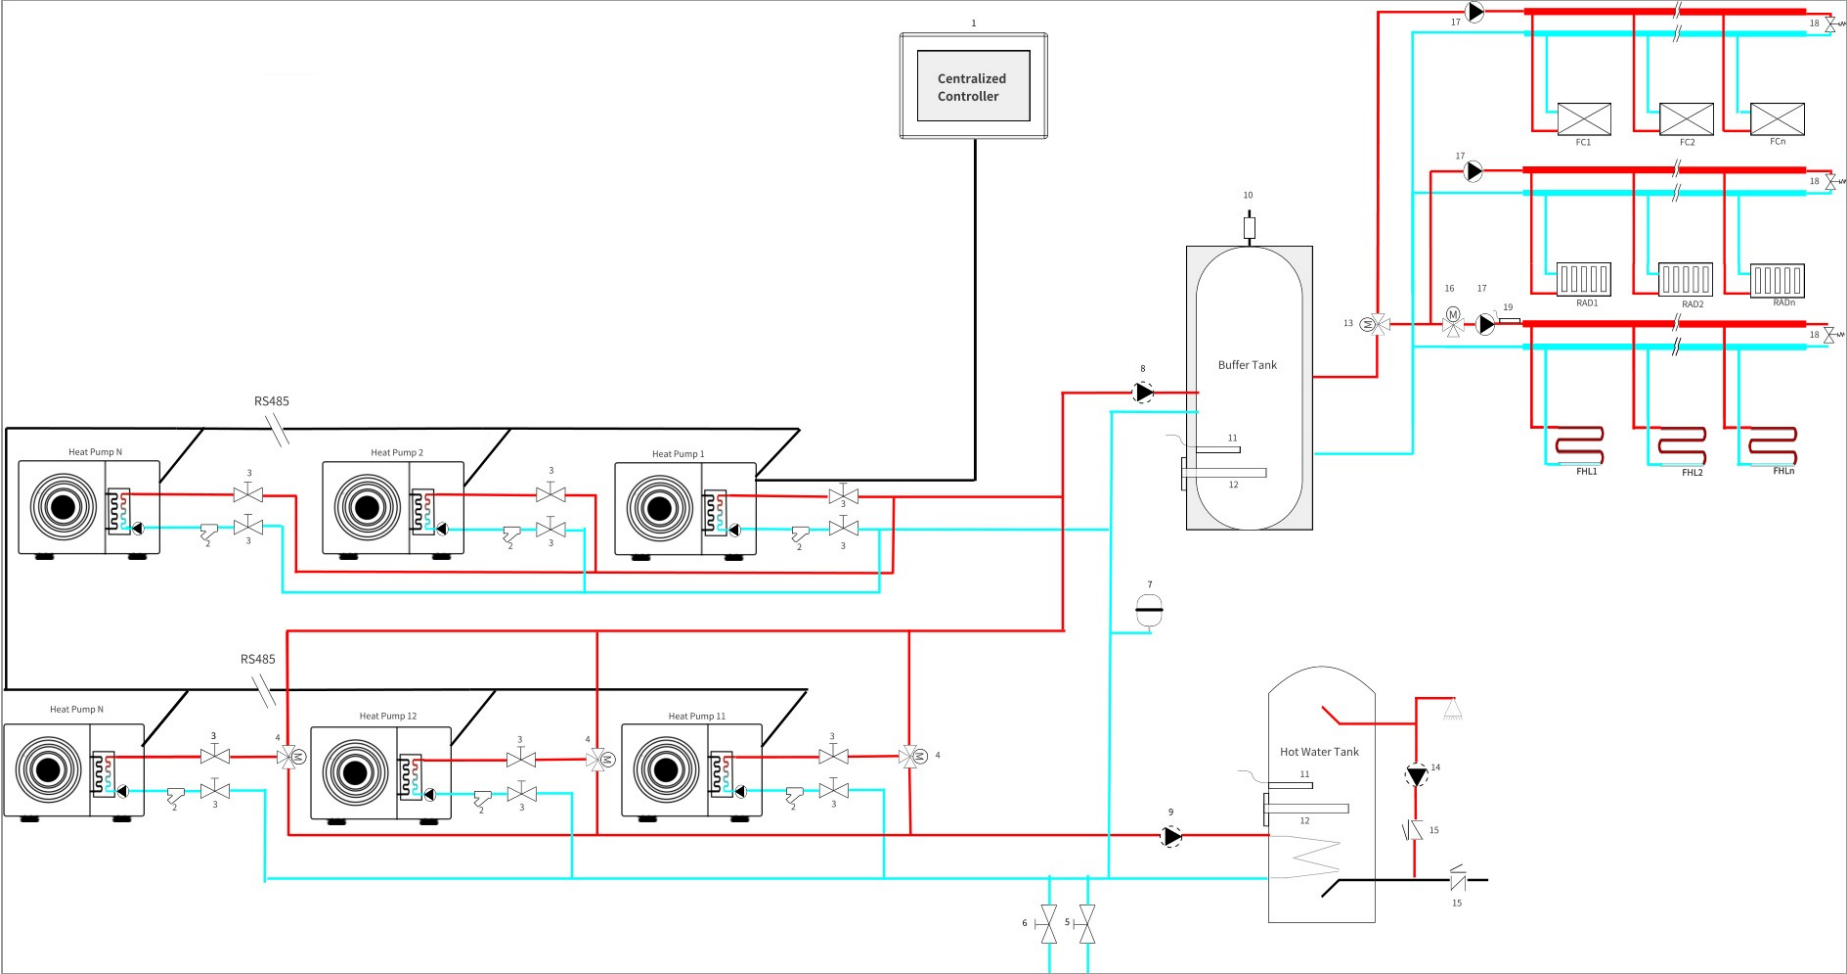 1
Centralized
Controller
17
18
FC1
FC2
FCn
17
18
RAD1
RAD2
RADn
10
13
M
16
M
17
19
18
Buffer Tank
8
11
12
FHL1
FHL2
FHLn
RS485
Heat Pump N
3
2
3
Heat Pump 2
3
2
3
Heat Pump 1
3
2
3
7
RS485
Heat Pump N
3
2
3
4
M
Heat Pump 12
3
2
3
4
M
Heat Pump 11
3
2
3
M
4
Hot Water Tank
11
12
14
15
15
9
6
5